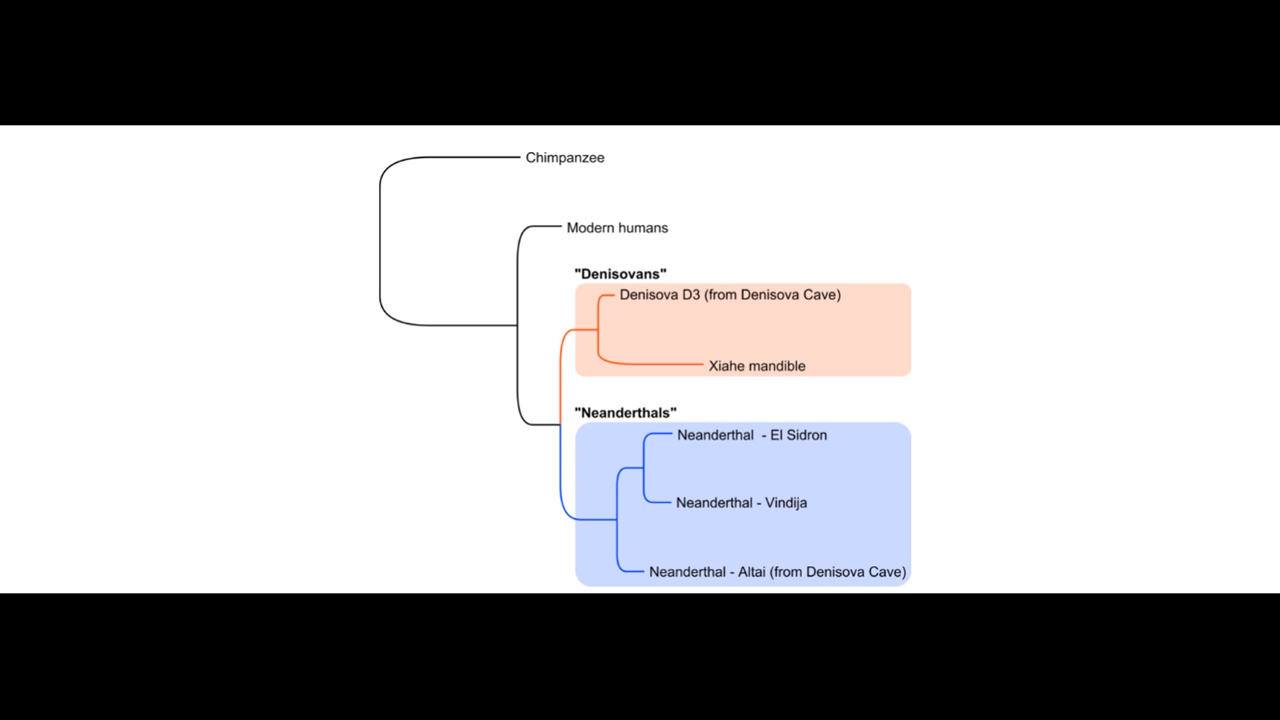 Chimpanzee
Modern humans
"Denisovans"
Denisova D3 (from Denisova Cave)
Xiahe mandible
"Neanderthals"
Neanderthal - El Sidron
Neanderthal - Vindija
Neanderthal - Altai (from Denisova Cave)